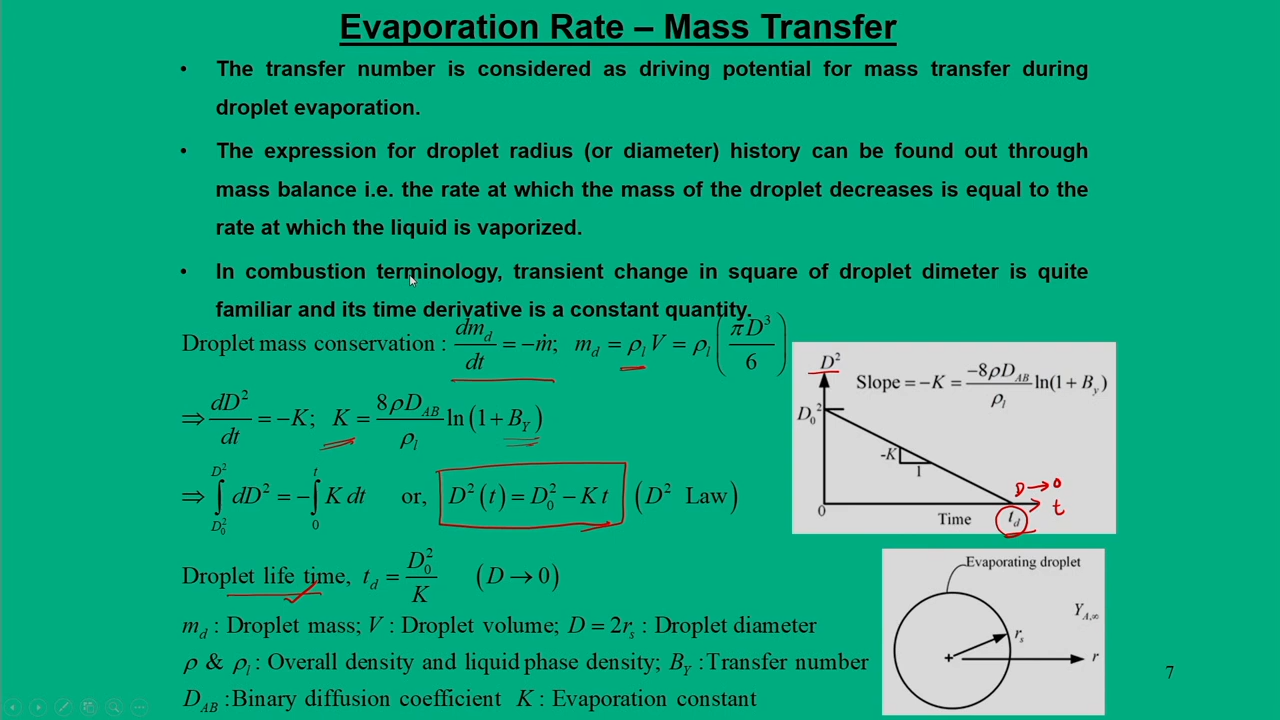 Evaporation Rate – Mass Transfer
• The transfer number is considered as driving potential for mass transfer during
droplet evaporation.
• The expression for droplet radius (or diameter) history can be found out through
mass balance i.e. the rate at which the mass of the droplet decreases is equal to the
rate at which the liquid is vaporized.
• In combustion terminology, transient change in square of droplet dimeter is quite
familiar and its time derivative is a constant quantity.
Droplet mass conservation : dm_d/dt = −ṁ; m_d = ρ_l V = ρ_l (πD³/6)
⇒ dD²/dt = −K; K = 8ρD_AB/ρ_l ln(1 + B_Y)
⇒ ∫_{D₀²}^{D²} dD² = −∫_0^t K dt or, D²(t) = D₀² − K t (D² Law)
Droplet life time, t_d = D₀²/K (D → 0)
m_d : Droplet mass; V : Droplet volume; D = 2r_s : Droplet diameter
ρ & ρ_l : Overall density and liquid phase density; B_Y : Transfer number
D_AB : Binary diffusion coefficient K : Evaporation constant
D²
Slope = −K = −8ρD_AB/ρ_l ln(1 + B_y)
D₀²
-K
1
D → 0
t
0
Time
t_d
Evaporating droplet
Y_A,∞
r_s
r
7